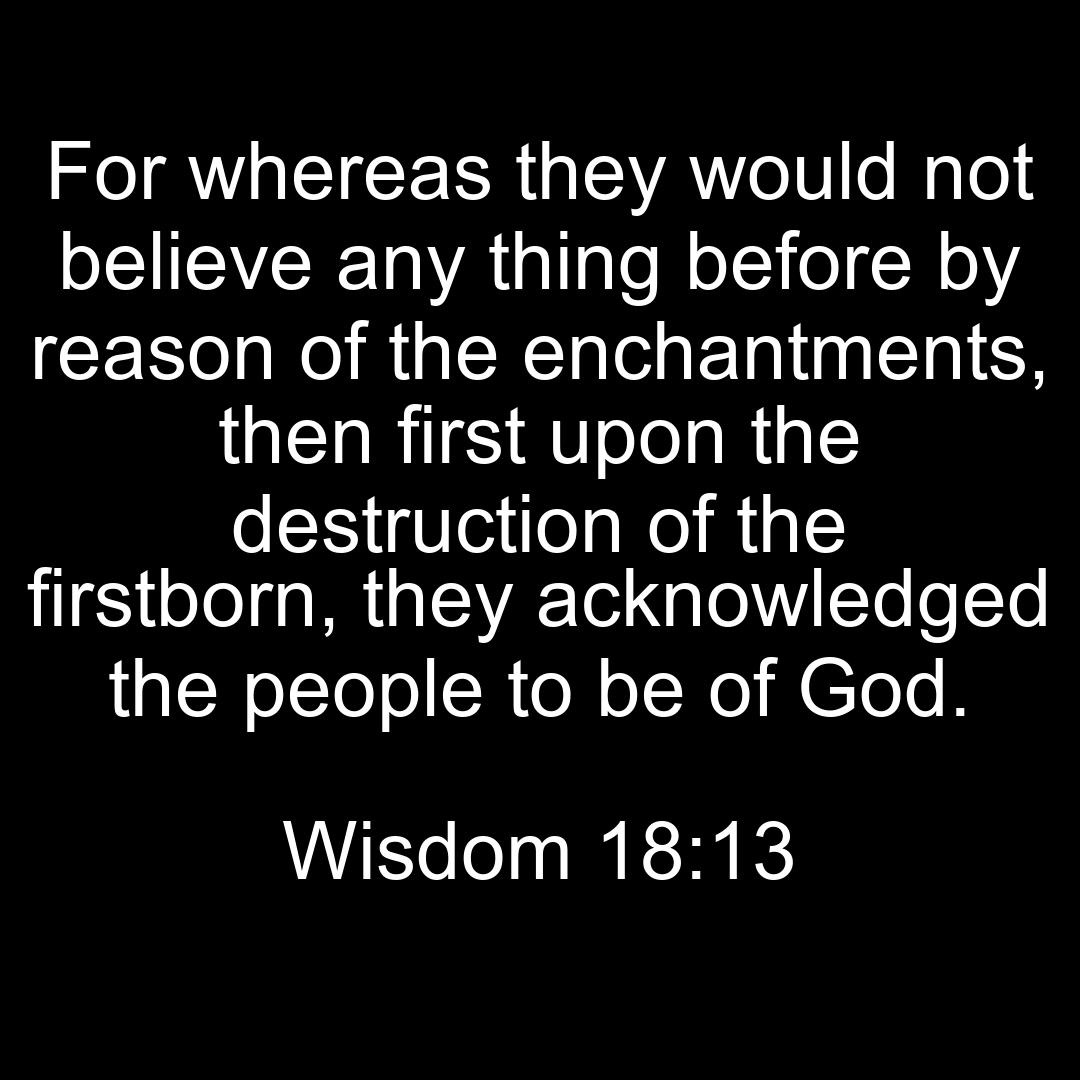 For whereas they would not
believe any thing before by
reason of the enchantments,
then first upon the
destruction of the
firstborn, they acknowledged
the people to be of God.
Wisdom 18:13